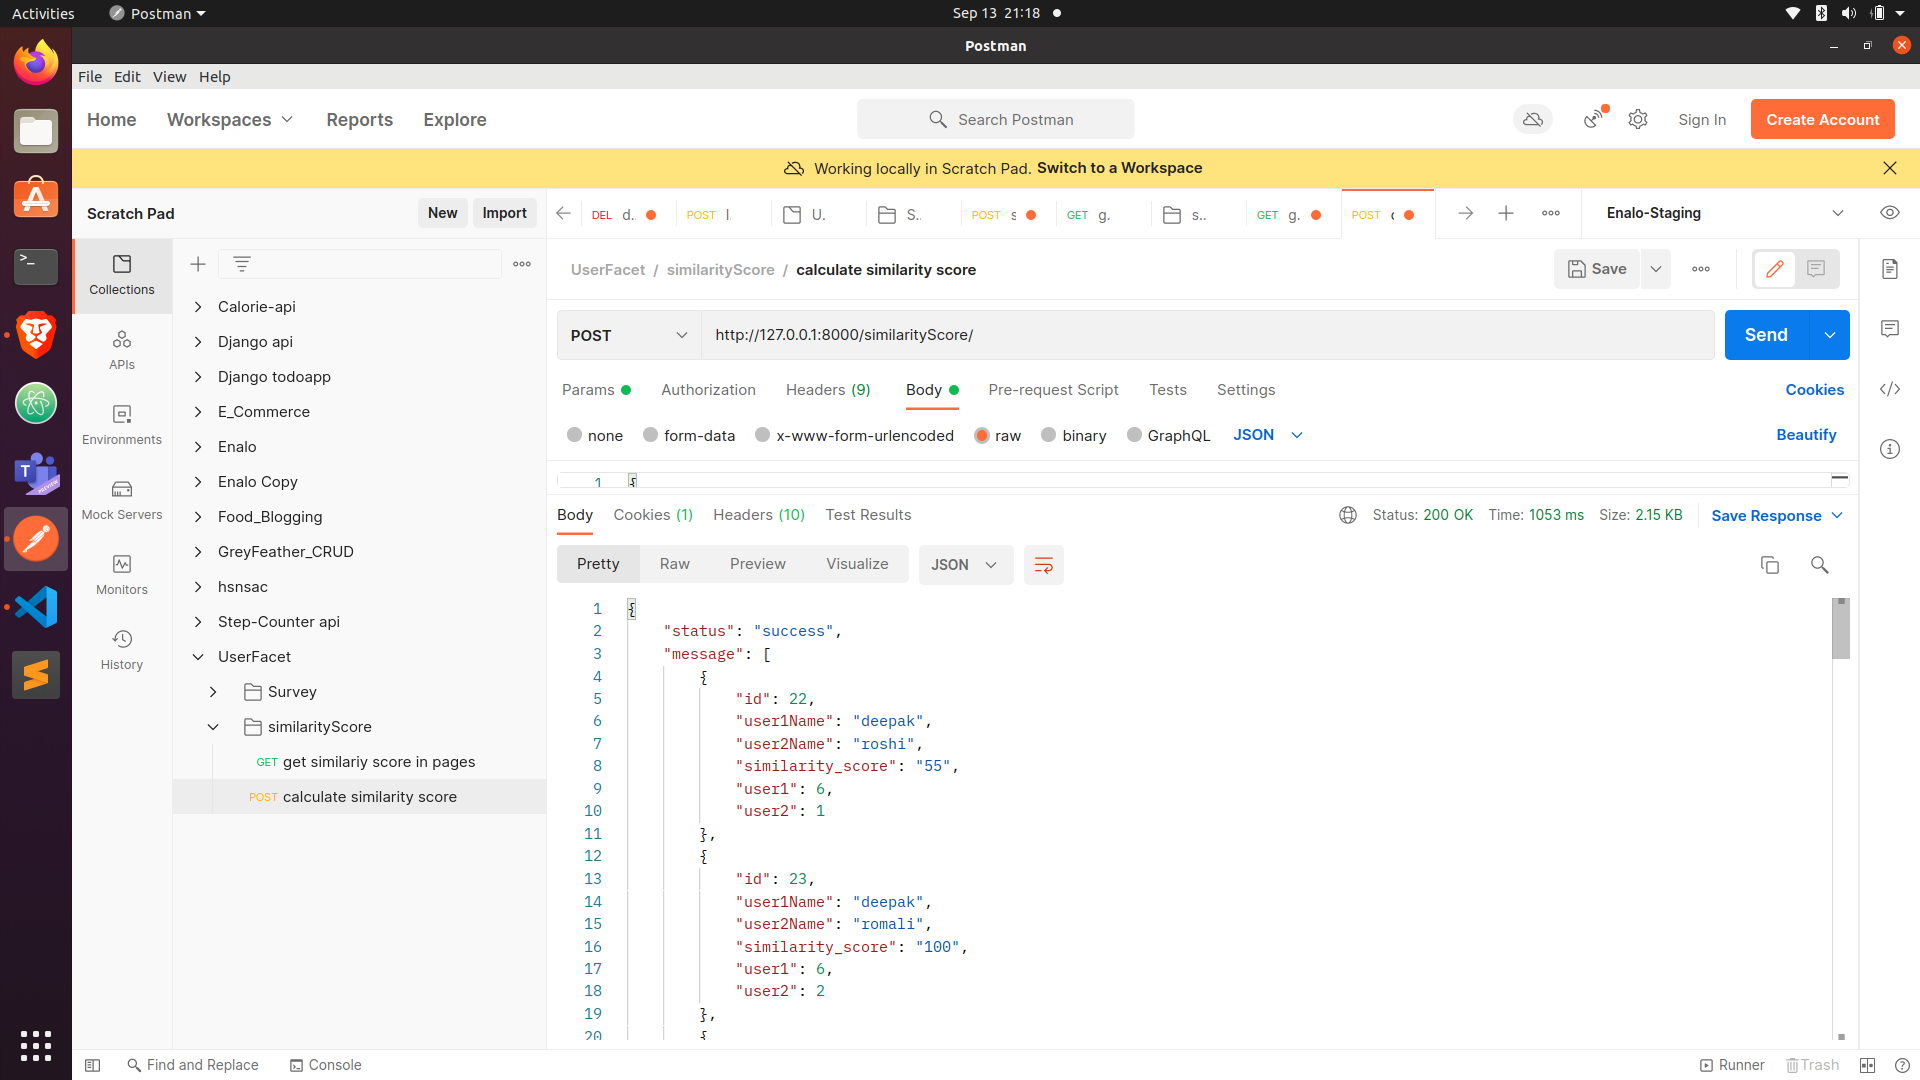 Activities Postman Sep 13 21:18
Postman
File Edit View Help
Home Workspaces Reports Explore Search Postman Sign In Create Account
Working locally in Scratch Pad. Switch to a Workspace
Scratch Pad New Import DEL d. POST l. U. S.. POST s GET g. s.. GET g. POST c Enalo-Staging
Collections
APIs
Environments
Mock Servers
Monitors
History
Calorie-api
Django api
Django todoapp
E_Commerce
Enalo
Enalo Copy
Food_Blogging
GreyFeather_CRUD
hsnsac
Step-Counter api
UserFacet
Survey
similarityScore
GET get similariy score in pages
POST calculate similarity score
UserFacet / similarityScore / calculate similarity score Save
POST http://127.0.0.1:8000/similarityScore/ Send
Params Authorization Headers (9) Body Pre-request Script Tests Settings Cookies
none form-data x-www-form-urlencoded raw binary GraphQL JSON Beautify
1 {
Body Cookies (1) Headers (10) Test Results Status: 200 OK Time: 1053 ms Size: 2.15 KB Save Response
Pretty Raw Preview Visualize JSON
1 {
2 "status": "success",
3 "message": [
4 {
5 "id": 22,
6 "user1Name": "deepak",
7 "user2Name": "roshi",
8 "similarity_score": "55",
9 "user1": 6,
10 "user2": 1
11 },
12 {
13 "id": 23,
14 "user1Name": "deepak",
15 "user2Name": "romali",
16 "similarity_score": "100",
17 "user1": 6,
18 "user2": 2
19 },
20 {
Find and Replace Console Runner Trash